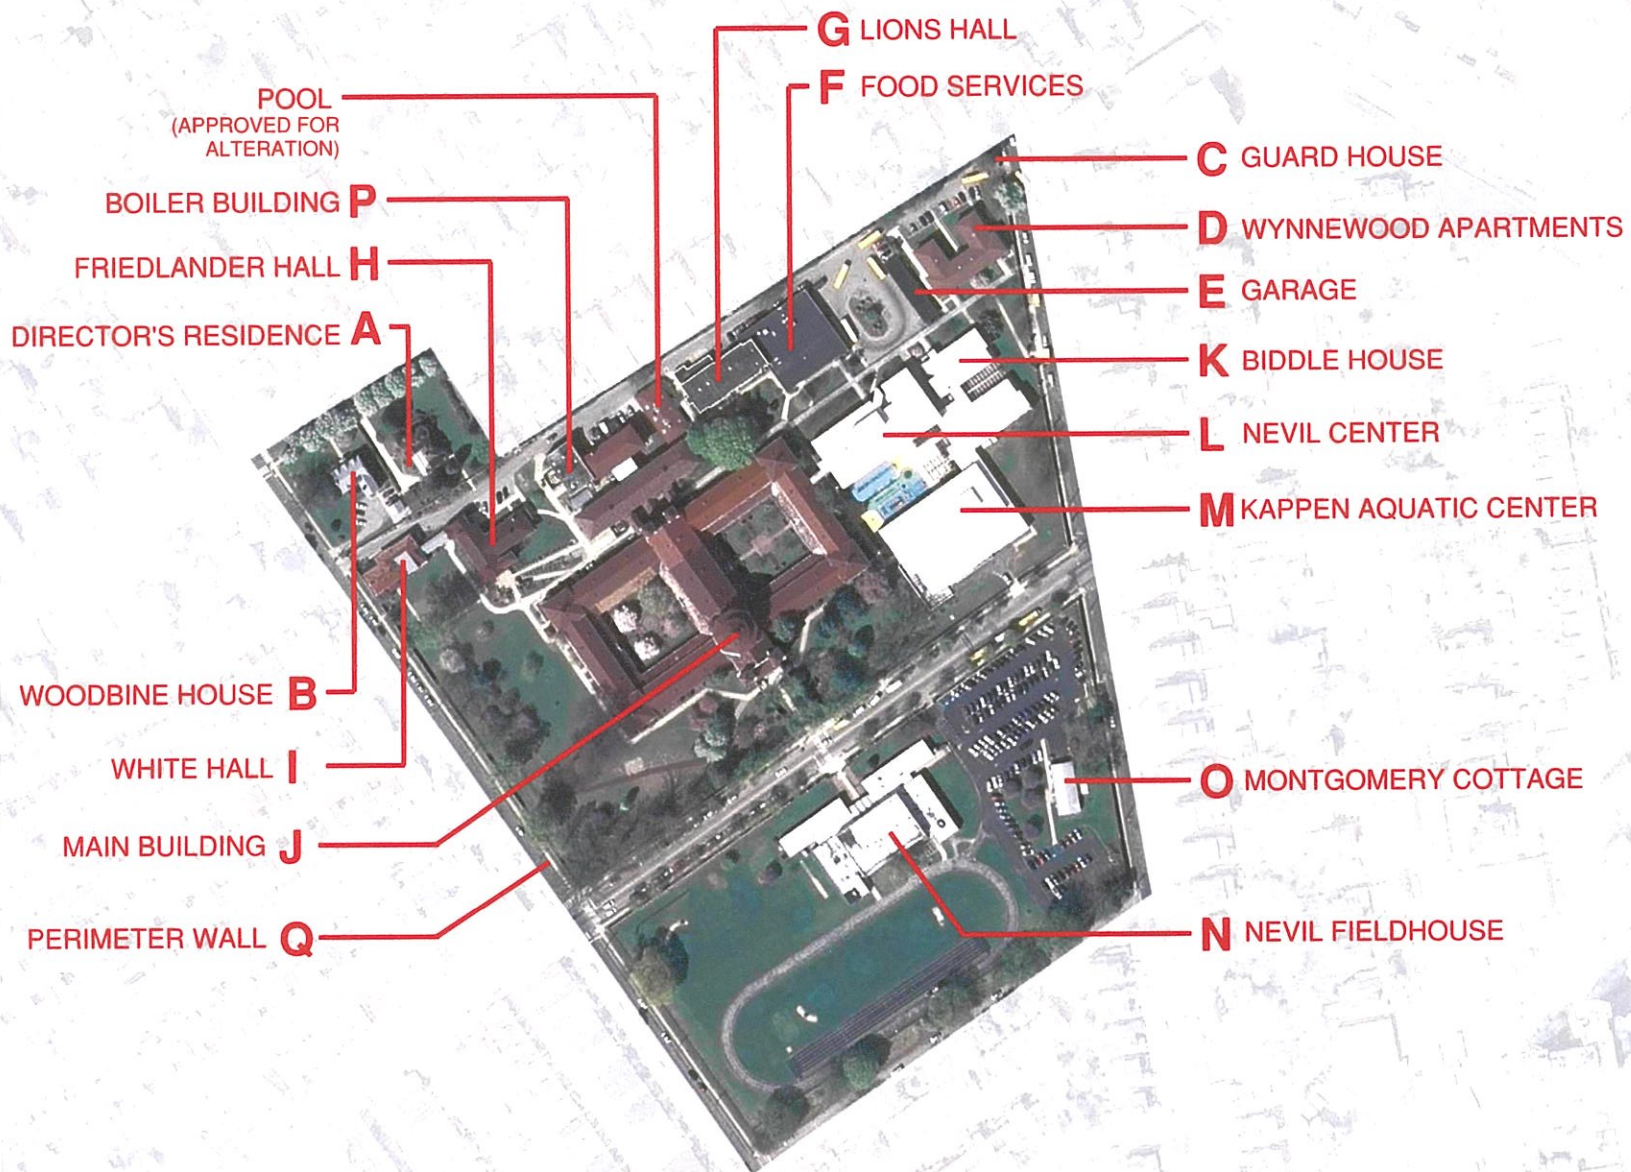 G LIONS HALL
F FOOD SERVICES
POOL
(APPROVED FOR
ALTERATION)
C GUARD HOUSE
BOILER BUILDING P
D WYNNEWOOD APARTMENTS
FRIEDLANDER HALL H
E GARAGE
DIRECTOR'S RESIDENCE A
K BIDDLE HOUSE
L NEVIL CENTER
M KAPPEN AQUATIC CENTER
WOODBINE HOUSE B
WHITE HALL I
O MONTGOMERY COTTAGE
MAIN BUILDING J
PERIMETER WALL Q
N NEVIL FIELDHOUSE